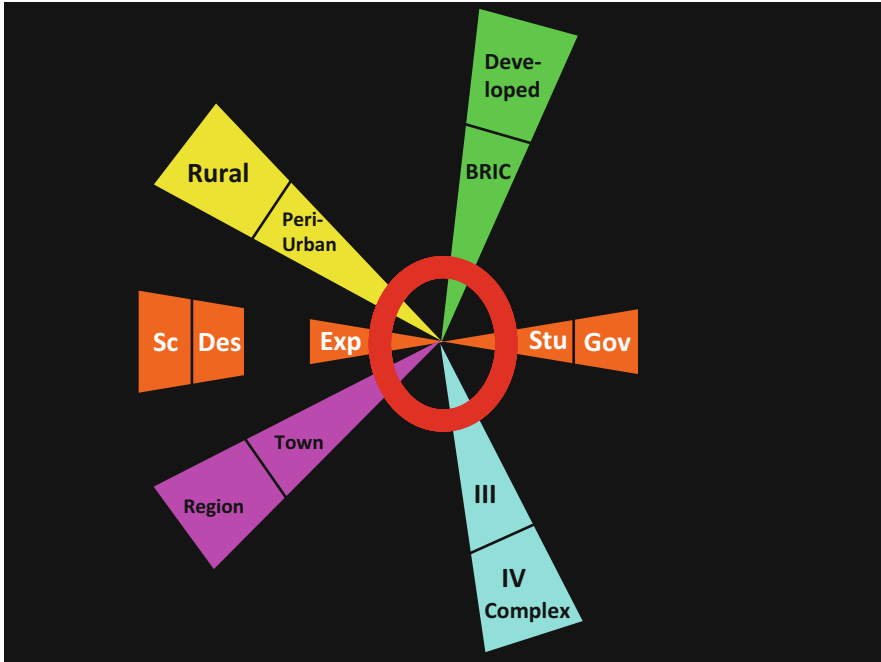 Deve-
loped
BRIC
Rural
Peri-
Urban
Sc Des Exp Stu Gov
Town
Region
III
IV
Complex